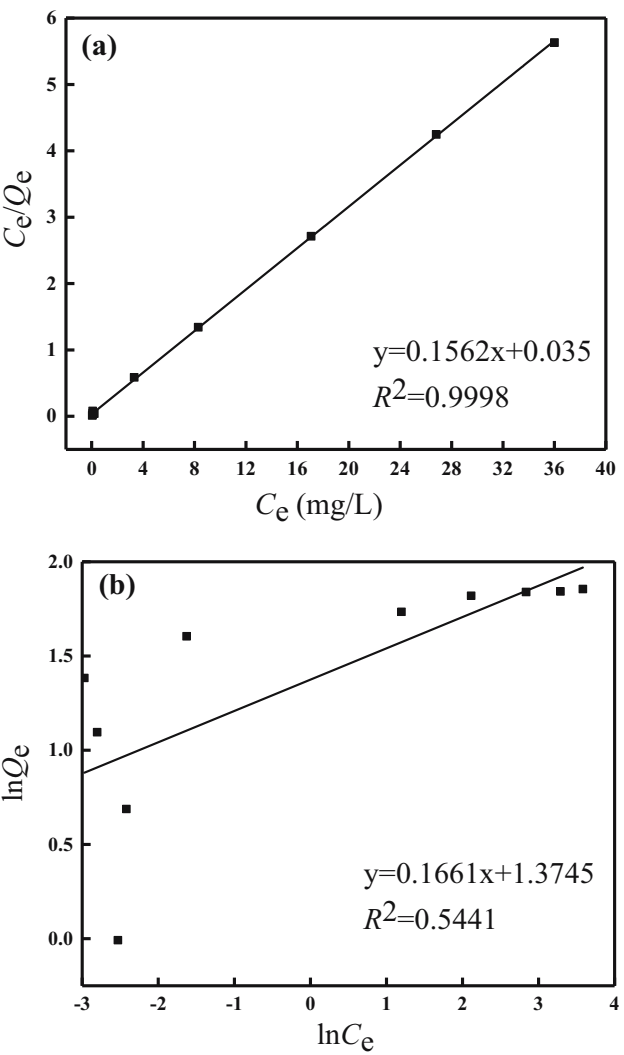 (a)
6
5
4
3
2
1
0
Ce/Qe
y=0.1562x+0.035
R2=0.9998
0 4 8 12 16 20 24 28 32 36 40
Ce (mg/L)
(b)
2.0
1.5
1.0
0.5
0.0
lnQe
y=0.1661x+1.3745
R2=0.5441
-3 -2 -1 0 1 2 3 4
lnCe